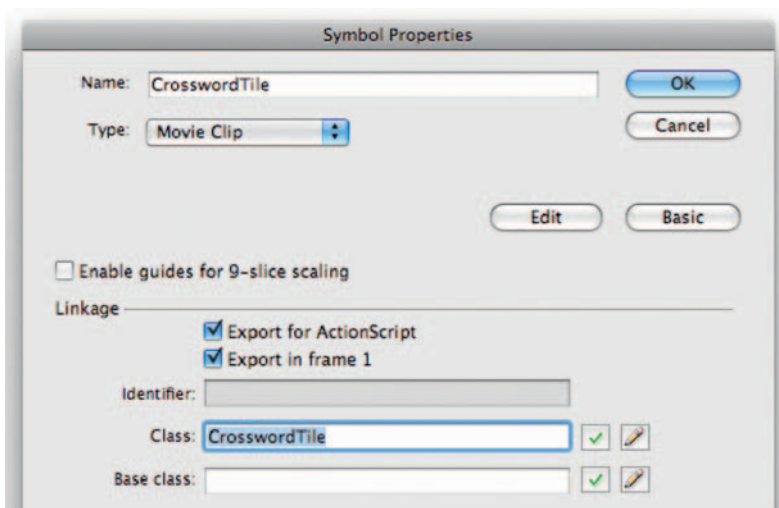 Symbol Properties
Name: CrosswordTile OK
Type: Movie Clip Cancel
Edit Basic
Enable guides for 9-slice scaling
Linkage
Export for ActionScript
Export in frame 1
Identifier:
Class: CrosswordTile
Base class: